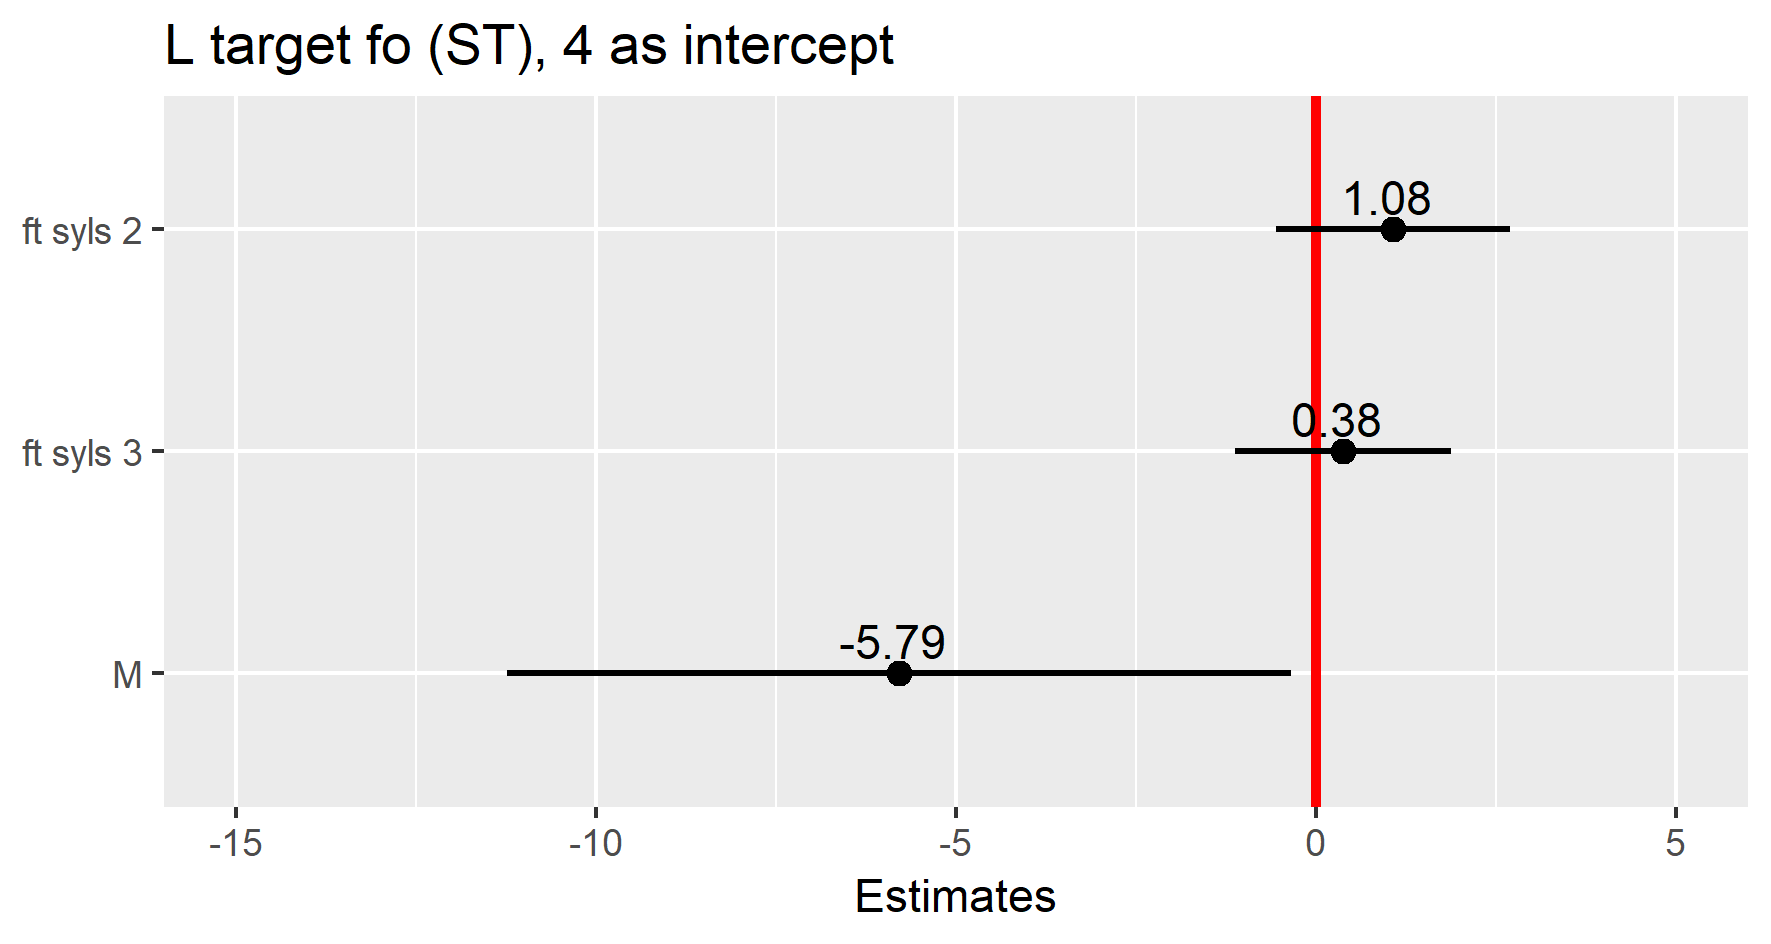 L target fo (ST), 4 as intercept
ft syls 2
1.08
ft syls 3
0.38
M
-5.79
-15 -10 -5 0 5
Estimates